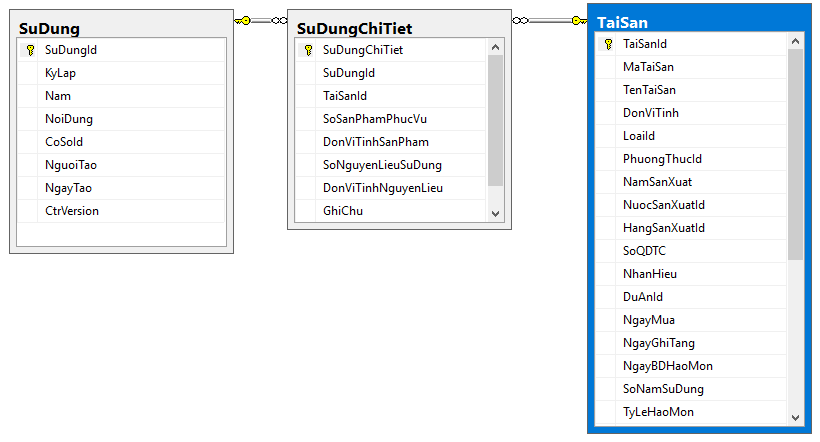 SuDung
SuDungId
KyLap
Nam
NoiDung
CoSoId
NguoiTao
NgayTao
CtrVersion
SuDungChiTiet
SuDungChiTiet
SuDungId
TaiSanId
SoSanPhamPhucVu
DonViTinhSanPham
SoNguyenLieuSuDung
DonViTinhNguyenLieu
GhiChu
TaiSan
TaiSanId
MaTaiSan
TenTaiSan
DonViTinh
LoaiId
PhuongThucId
NamSanXuat
NuocSanXuatId
HangSanXuatId
SoQDTC
NhanHieu
DuAnId
NgayMua
NgayGhiTang
NgayBDHaoMon
SoNamSuDung
TyLeHaoMon